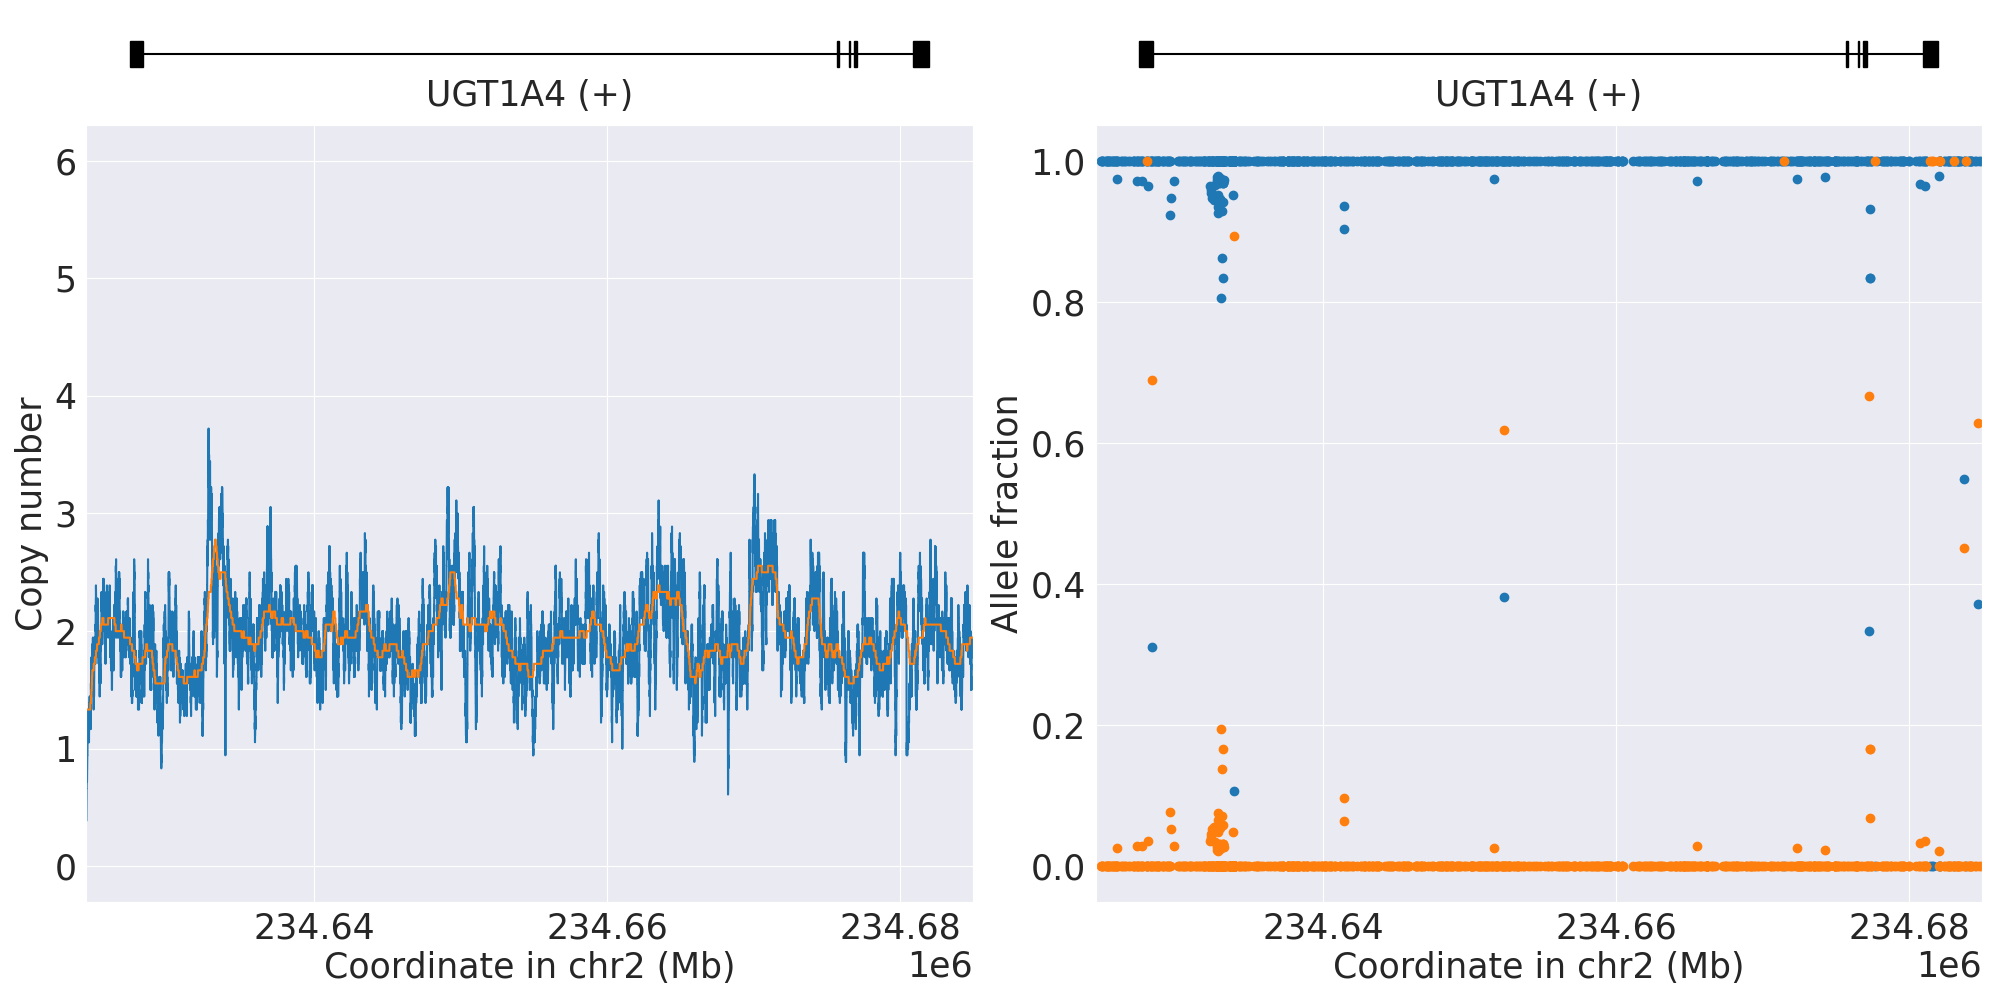 UGT1A4 (+)
6
5
4
3
2
1
0
Copy number
234.64
234.66
234.68
1e6
Coordinate in chr2 (Mb)
UGT1A4 (+)
1.0
0.8
0.6
0.4
0.2
0.0
Allele fraction
234.64
234.66
234.68
1e6
Coordinate in chr2 (Mb)